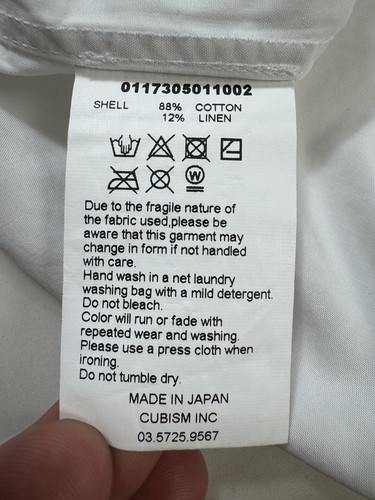 0117305011002
SHELL 88% COTTON
12% LINEN
W
Due to the fragile nature of
the fabric used,please be
aware that this garment may
change in form if not handled
with care.
Hand wash in a net laundry
washing bag with a mild detergent.
Do not bleach.
Color will run or fade with
repeated wear and washing.
Please use a press cloth when
ironing.
Do not tumble dry.
MADE IN JAPAN
CUBISM INC
03.5725.9567